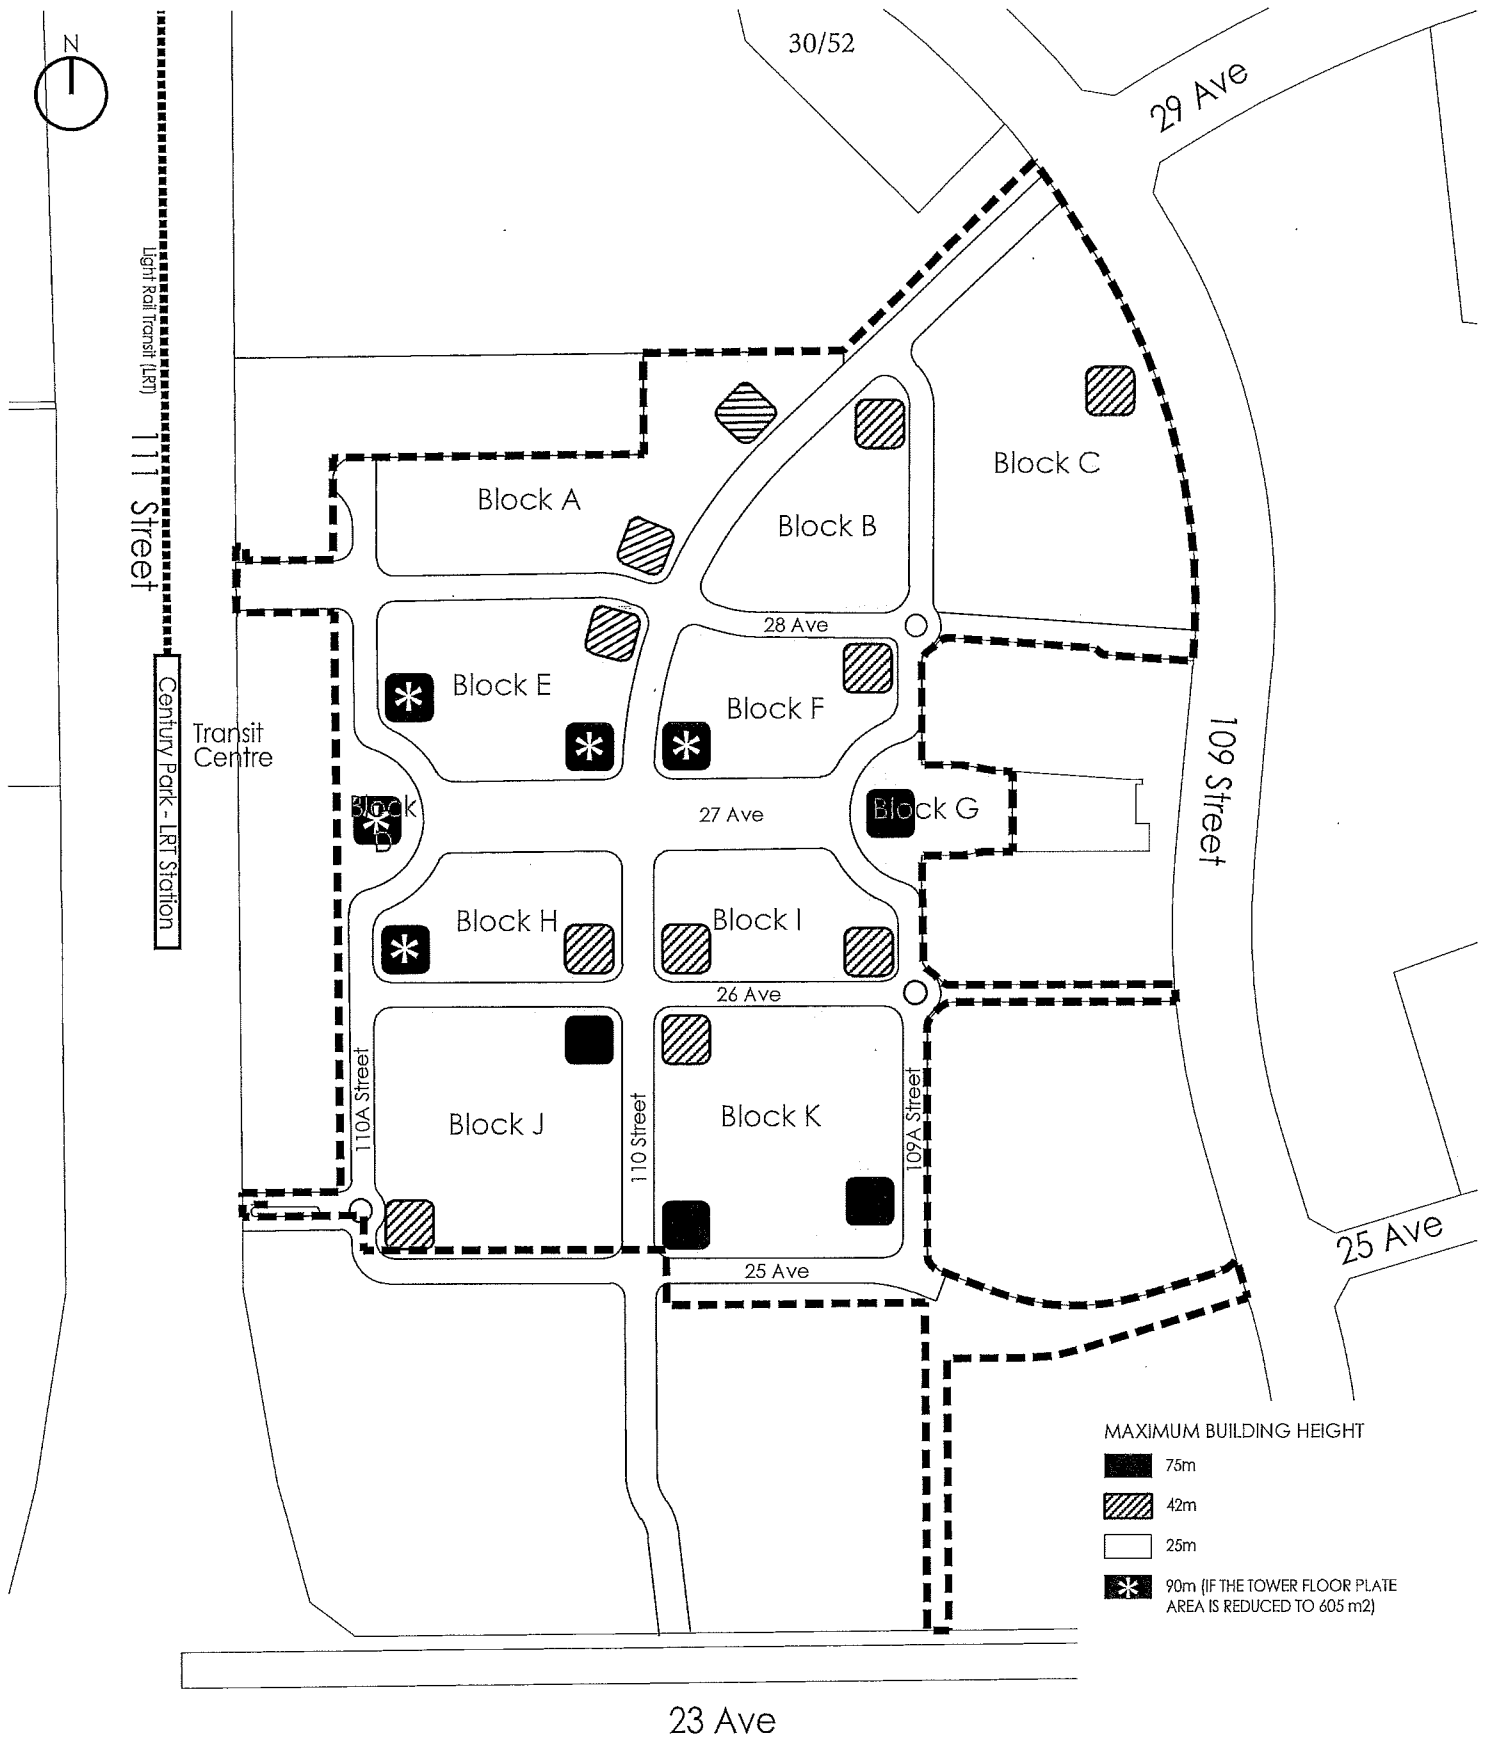 N
30/52
29 Ave
Light Rail Transit (LRT)
111 Street
Block A
Block B
Block C
28 Ave
Block E
Block F
Century Park - LRT Station
Transit
Centre
109 Street
Block
D
27 Ave
Block G
Block H
Block I
26 Ave
110A Street
Block J
110 Street
Block K
109A Street
25 Ave
25 Ave
MAXIMUM BUILDING HEIGHT
75m
42m
25m
90m (IF THE TOWER FLOOR PLATE
AREA IS REDUCED TO 605 m2)
23 Ave